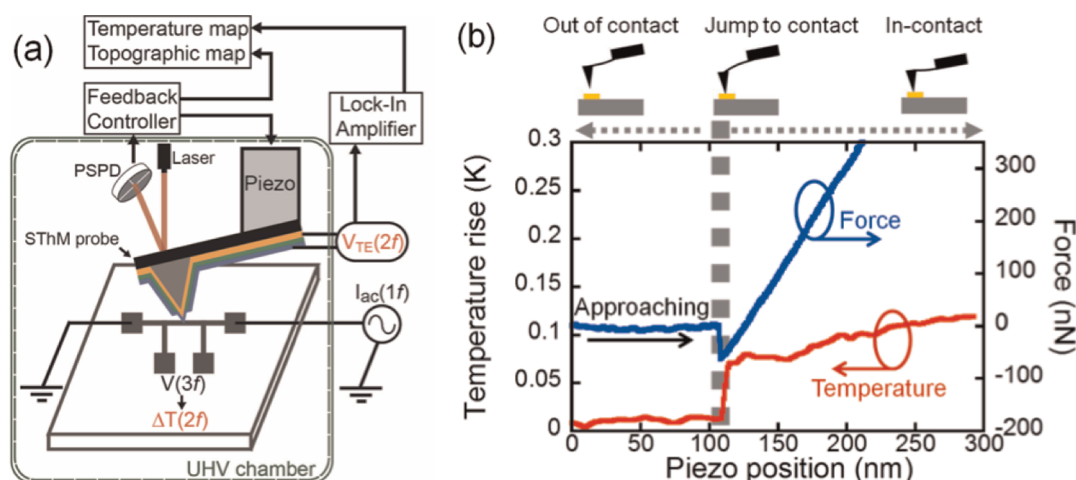 (a)
Temperature map
Topographic map
Feedback
Controller
Lock-In
Amplifier
Laser
PSPD
Piezo
SThM probe
V_TE(2f)
I_ac(1f)
V(3f)
ΔT(2f)
UHV chamber
(b)
Out of contact
Jump to contact
In-contact
Temperature rise (K)
0.3
0.25
0.2
0.15
0.1
0.05
0
Force (nN)
300
200
100
0
-100
-200
Force
Approaching
Temperature
0 50 100 150 200 250 300
Piezo position (nm)